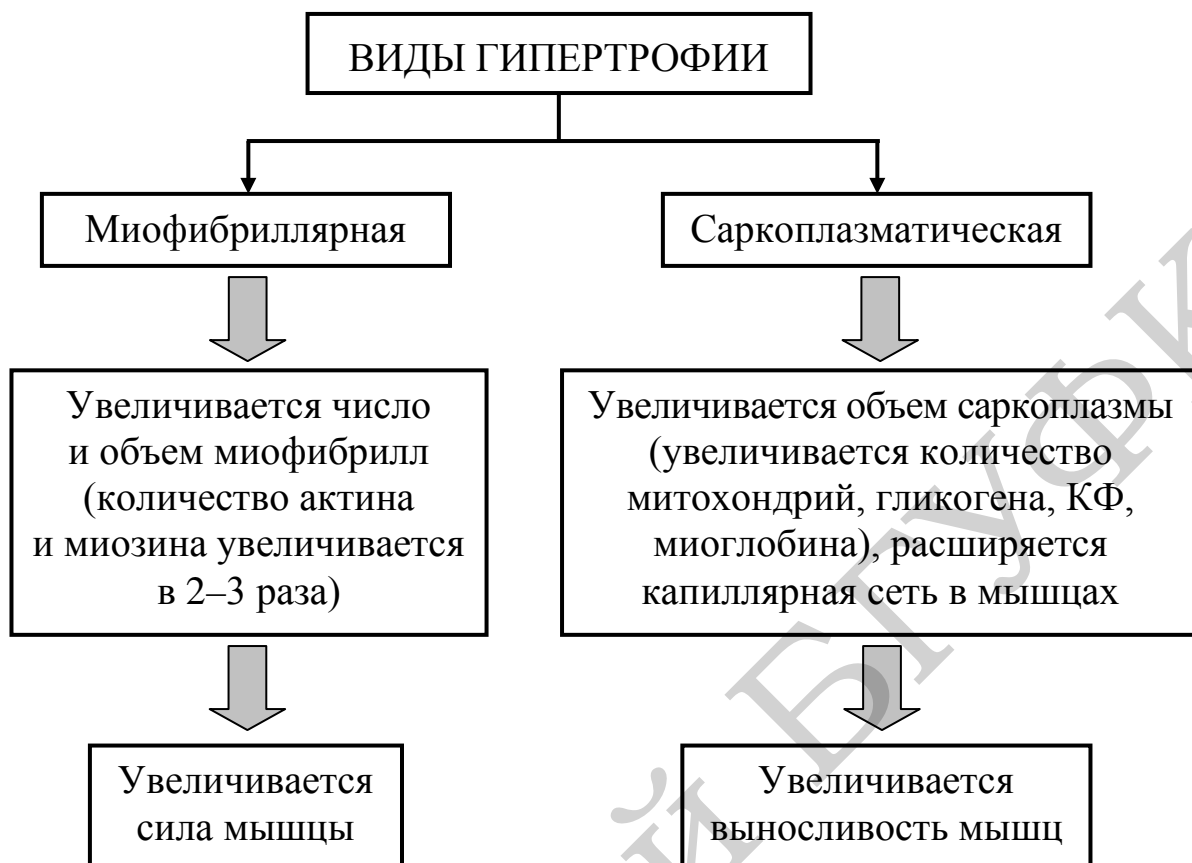 ВИДЫ ГИПЕРТРОФИИ
Миофибриллярная
Саркоплазматическая
Увеличивается число
и объем миофибрилл
(количество актина
и миозина увеличивается
в 2–3 раза)
Увеличивается объем саркоплазмы
(увеличивается количество
митохондрий, гликогена, КФ,
миоглобина), расширяется
капиллярная сеть в мышцах
Увеличивается
сила мышцы
Увеличивается
выносливость мышц
й БГУФК